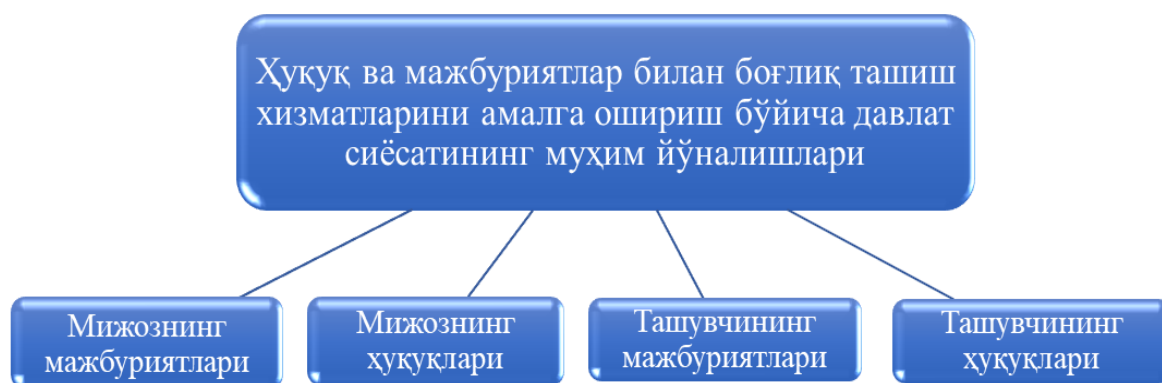 Ҳуқуқ ва мажбуриятлар билан боғлиқ ташиш
хизматларини амалга ошириш бўйича давлат
сиёсатининг муҳим йўналишлари
Мижознинг
мажбуриятлари
Мижознинг
ҳуқуқлари
Ташувчининг
мажбуриятлари
Ташувчининг
ҳуқуқлари